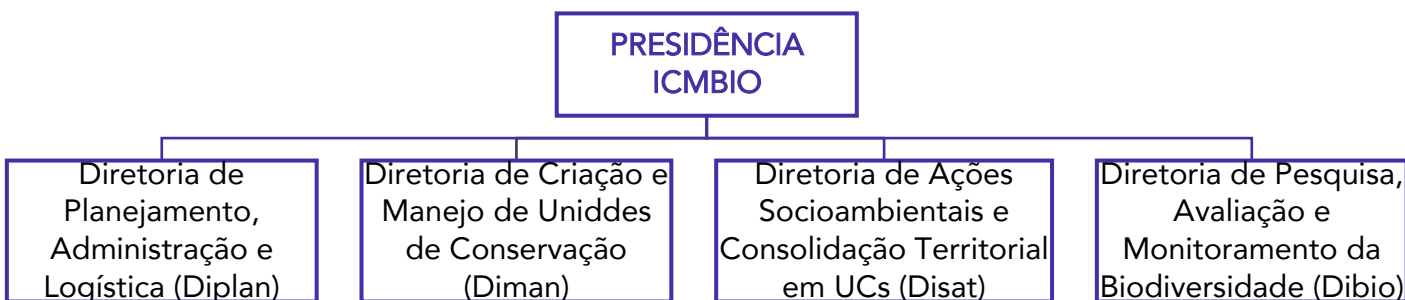 PRESIDÊNCIA
ICMBIO
Diretoria de
Planejamento,
Administração e
Logística (Diplan)
Diretoria de Criação e
Manejo de Uniddes
de Conservação
(Diman)
Diretoria de Ações
Socioambientais e
Consolidação Territorial
em UCs (Disat)
Diretoria de Pesquisa,
Avaliação e
Monitoramento da
Biodiversidade (Dibio)